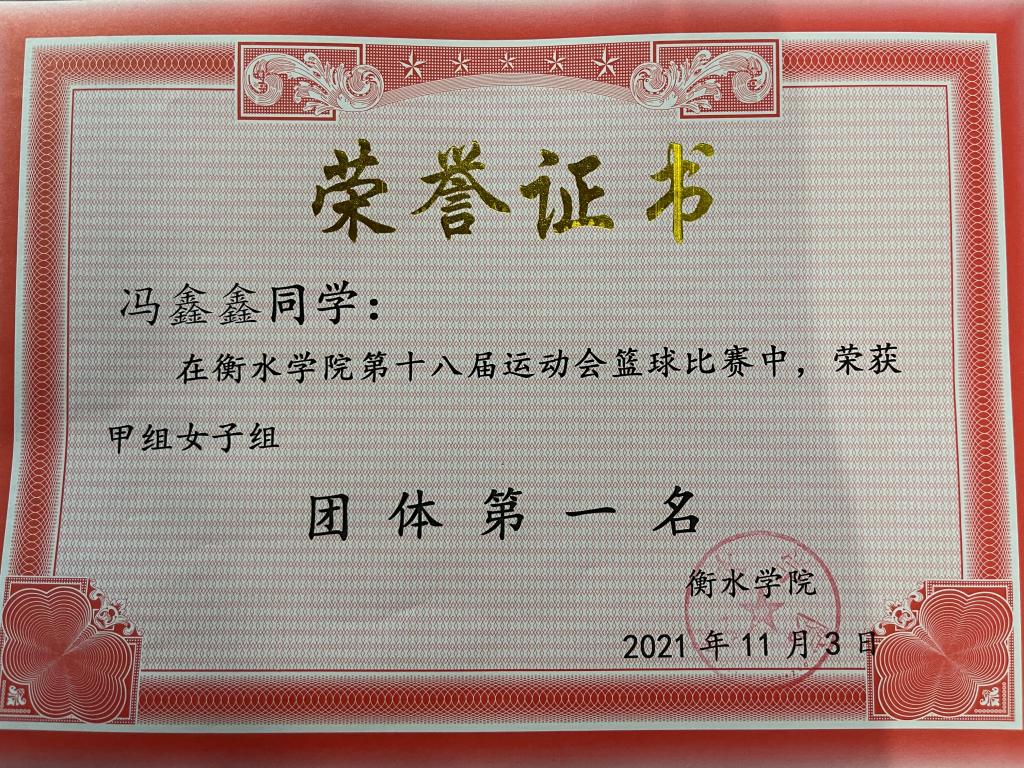 荣誉证书
冯鑫鑫同学：
在衡水学院第十八届运动会篮球比赛中，荣获
甲组女子组
团体第一名
衡水学院
2021年11月3日